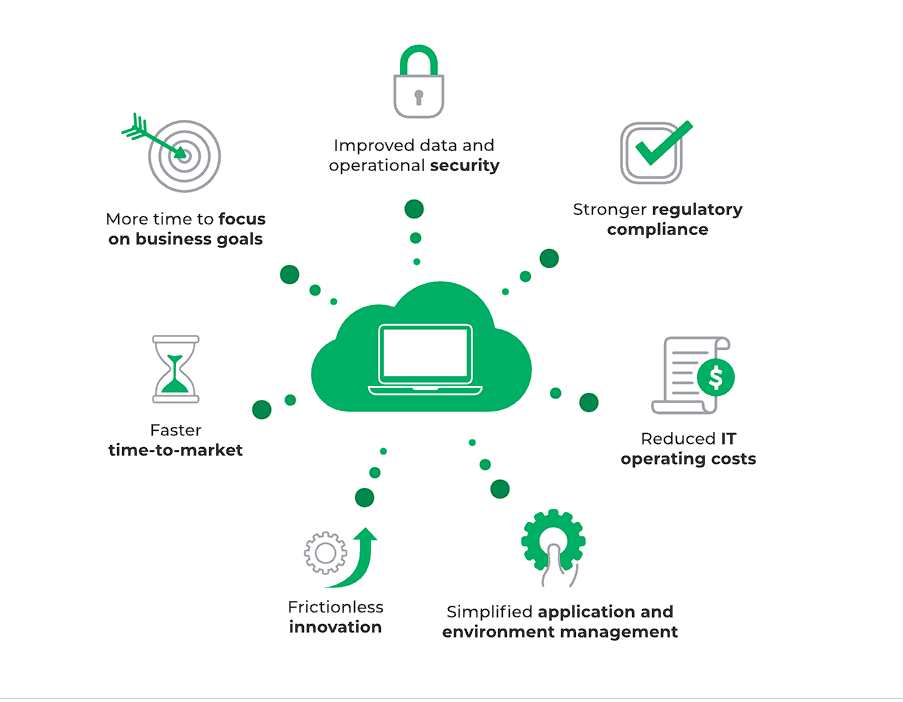 Improved data and
operational security
Stronger regulatory
compliance
More time to focus
on business goals
$
Faster
time-to-market
Reduced IT
operating costs
Frictionless
innovation
Simplified application and
environment management